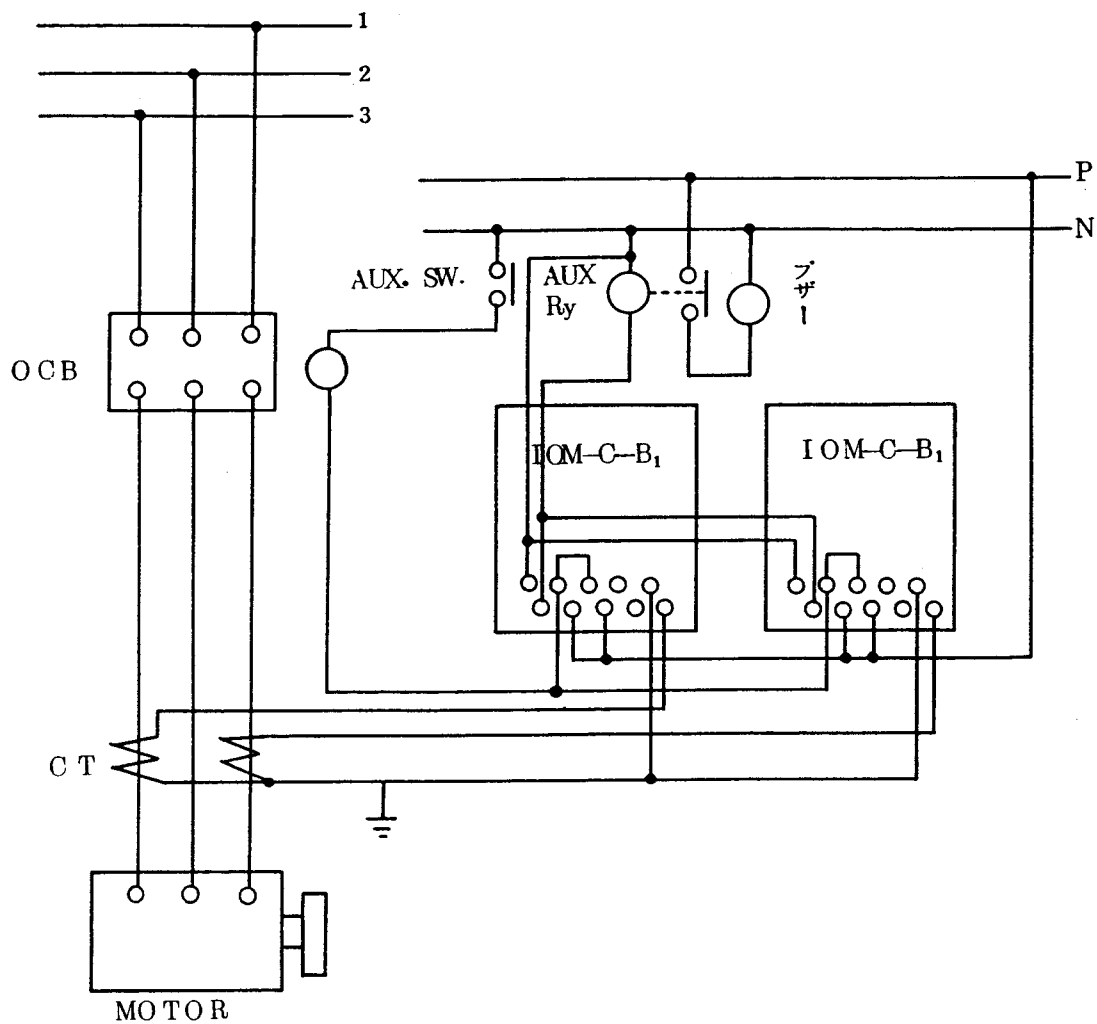 1
2
3
P
N
AUX. SW.
AUX
Ry
ブザー
OCB
IOM-C-B₁
IOM-C-B₁
CT
MOTOR